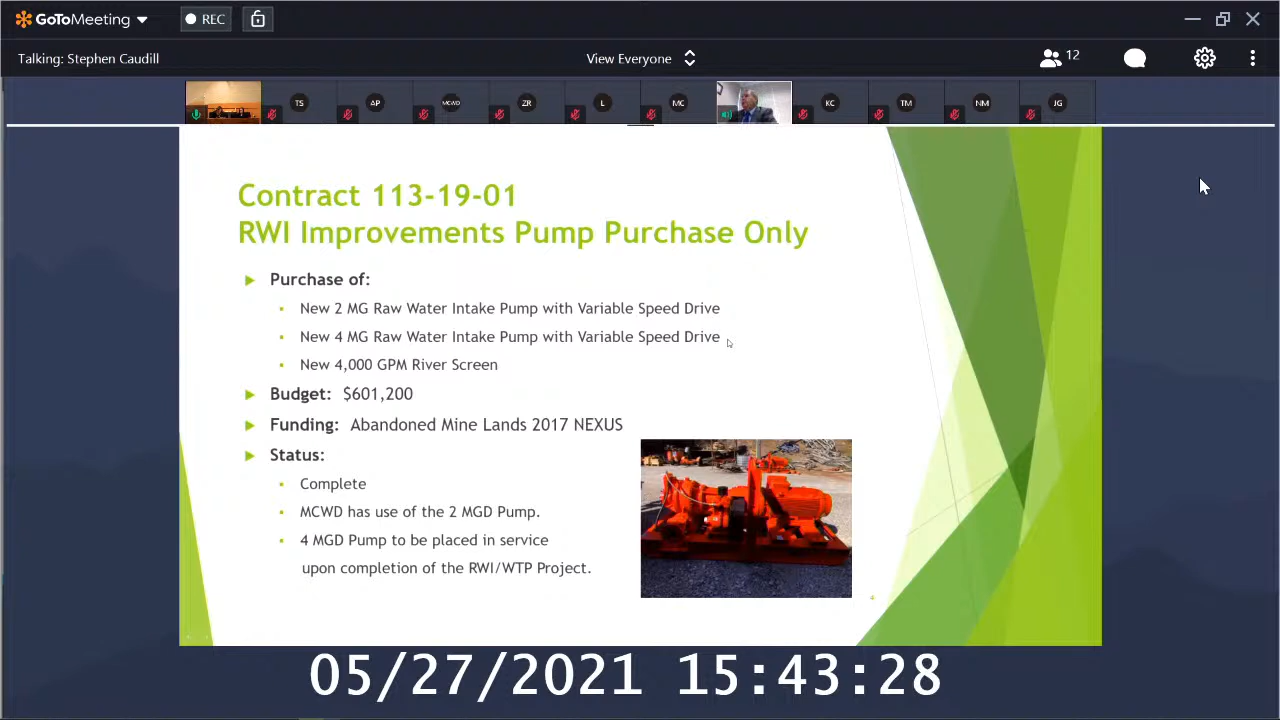 GoToMeeting
REC
Talking: Stephen Caudill
View Everyone
12
TS
AP
MCWD
ZR
L
MC
KC
TM
NM
JG
Contract 113-19-01
RWI Improvements Pump Purchase Only
Purchase of:
New 2 MG Raw Water Intake Pump with Variable Speed Drive
New 4 MG Raw Water Intake Pump with Variable Speed Drive
New 4,000 GPM River Screen
Budget: $601,200
Funding: Abandoned Mine Lands 2017 NEXUS
Status:
Complete
MCWD has use of the 2 MGD Pump.
4 MGD Pump to be placed in service
upon completion of the RWI/WTP Project.
4
05/27/2021 15:43:28